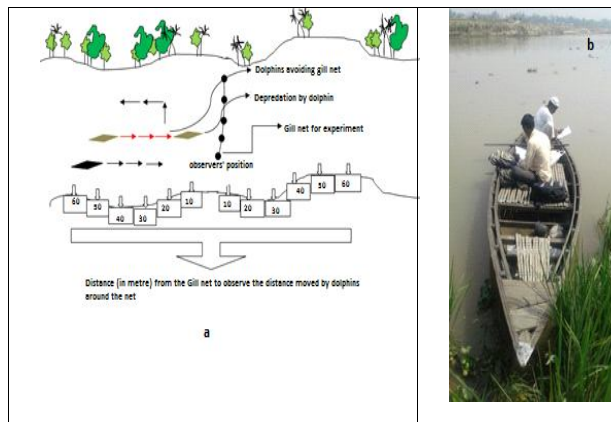 Dolphins avoiding gill net
Depredation by dolphin
Gill net for experiment
observers' position
60 50 40 30 20 10 10 20 30 40 50 60
Distance (in metre) from the Gill net to observe the distance moved by dolphins
around the net
a
b